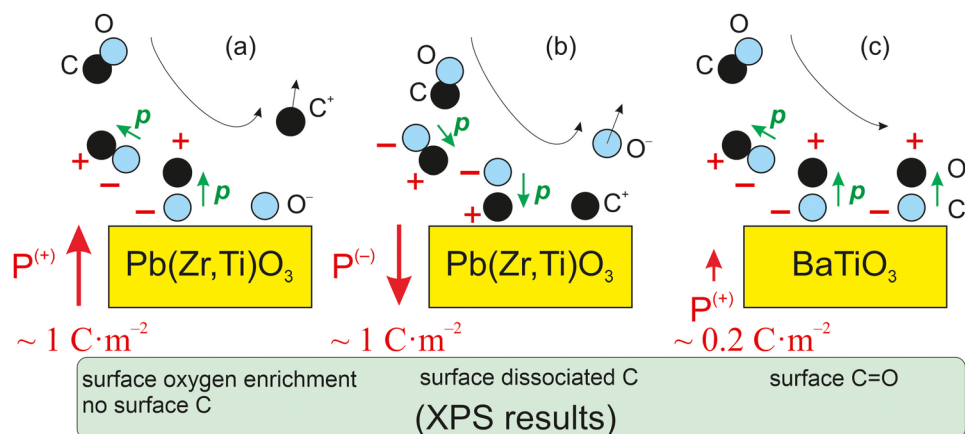 (a)
O
C
C⁺
p
+
−
+
p
−
O⁻
P⁽⁺⁾
Pb(Zr,Ti)O₃
~ 1 C·m⁻²
(b)
O
C
O⁻
−
p
+
−
p
+
C⁺
P⁽⁻⁾
Pb(Zr,Ti)O₃
~ 1 C·m⁻²
(c)
O
C
p
+
−
+
p
−
+
−
O
C
P⁽⁺⁾
BaTiO₃
~ 0.2 C·m⁻²
surface oxygen enrichment
no surface C
surface dissociated C
surface C=O
(XPS results)